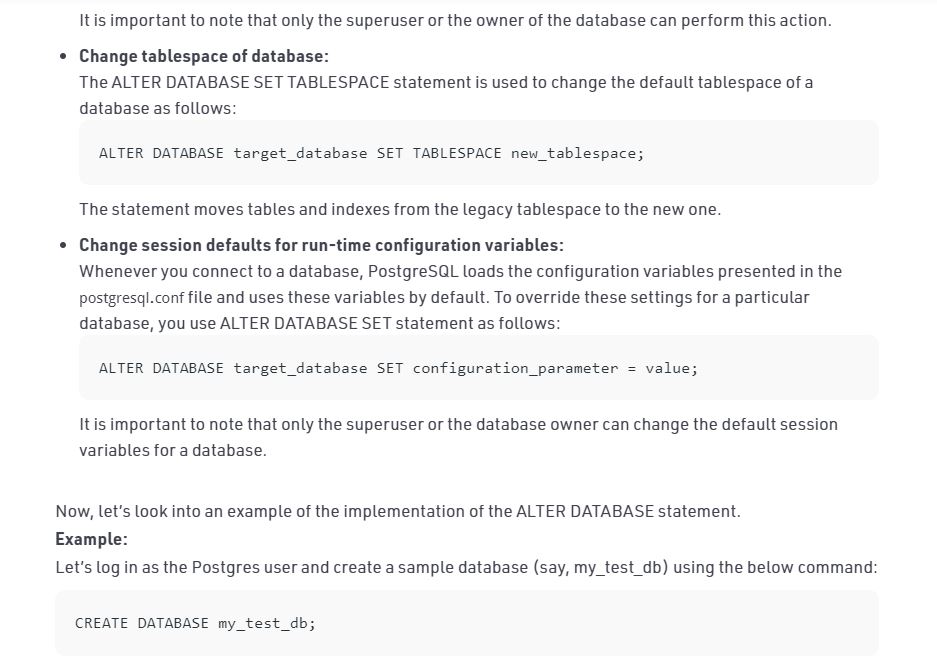 It is important to note that only the superuser or the owner of the database can perform this action.
• Change tablespace of database:
The ALTER DATABASE SET TABLESPACE statement is used to change the default tablespace of a
database as follows:
ALTER DATABASE target_database SET TABLESPACE new_tablespace;
The statement moves tables and indexes from the legacy tablespace to the new one.
• Change session defaults for run-time configuration variables:
Whenever you connect to a database, PostgreSQL loads the configuration variables presented in the
postgresql.conf file and uses these variables by default. To override these settings for a particular
database, you use ALTER DATABASE SET statement as follows:
ALTER DATABASE target_database SET configuration_parameter = value;
It is important to note that only the superuser or the database owner can change the default session
variables for a database.
Now, let’s look into an example of the implementation of the ALTER DATABASE statement.
Example:
Let’s log in as the Postgres user and create a sample database (say, my_test_db) using the below command:
CREATE DATABASE my_test_db;